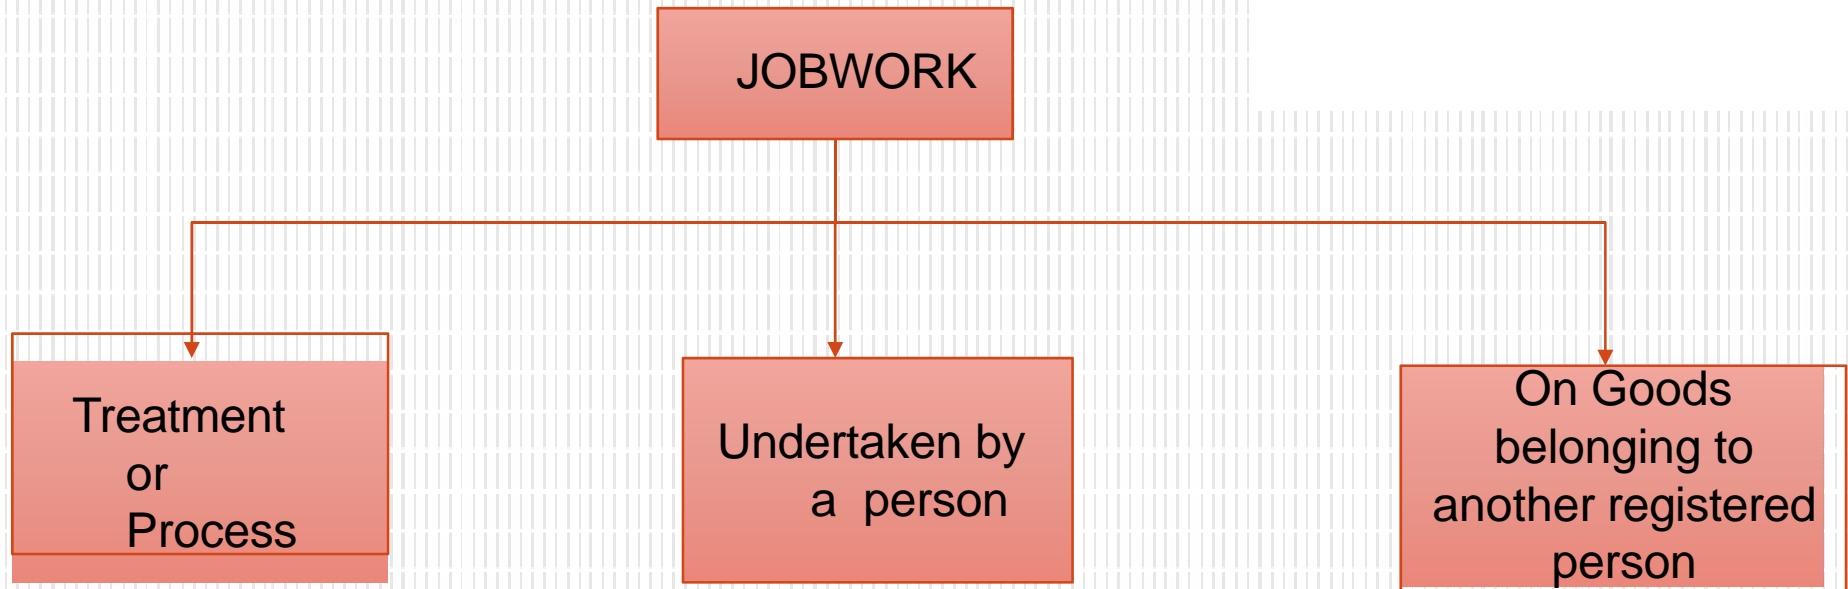 JOBWORK
Treatment
or
Process
Undertaken by
a person
On Goods
belonging to
another registered
person